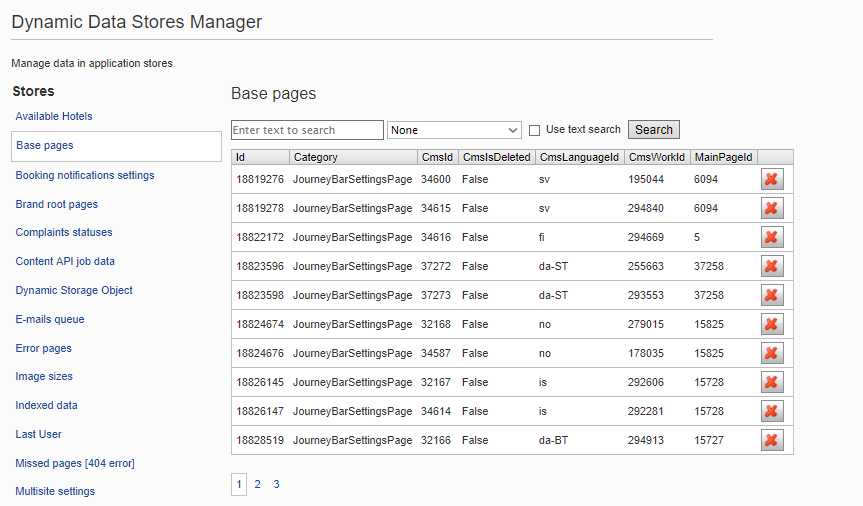 Dynamic Data Stores Manager
Manage data in application stores.
Stores
Available Hotels
Base pages
Booking notifications settings
Brand root pages
Complaints statuses
Content API job data
Dynamic Storage Object
E-mails queue
Error pages
Image sizes
Indexed data
Last User
Missed pages [404 error]
Multisite settings
Base pages
Enter text to search None Use text search Search
Id Category CmsId CmsIsDeleted CmsLanguageId CmsWorkId MainPageId
18819276 JourneyBarSettingsPage 34600 False sv 195044 6094
18819278 JourneyBarSettingsPage 34615 False sv 294840 6094
18822172 JourneyBarSettingsPage 34616 False fi 294669 5
18823596 JourneyBarSettingsPage 37272 False da-ST 255663 37258
18823598 JourneyBarSettingsPage 37273 False da-ST 293553 37258
18824674 JourneyBarSettingsPage 32168 False no 279015 15825
18824676 JourneyBarSettingsPage 34587 False no 178035 15825
18826145 JourneyBarSettingsPage 32167 False is 292606 15728
18826147 JourneyBarSettingsPage 34614 False is 292281 15728
18828519 JourneyBarSettingsPage 32166 False da-BT 294913 15727
1 2 3